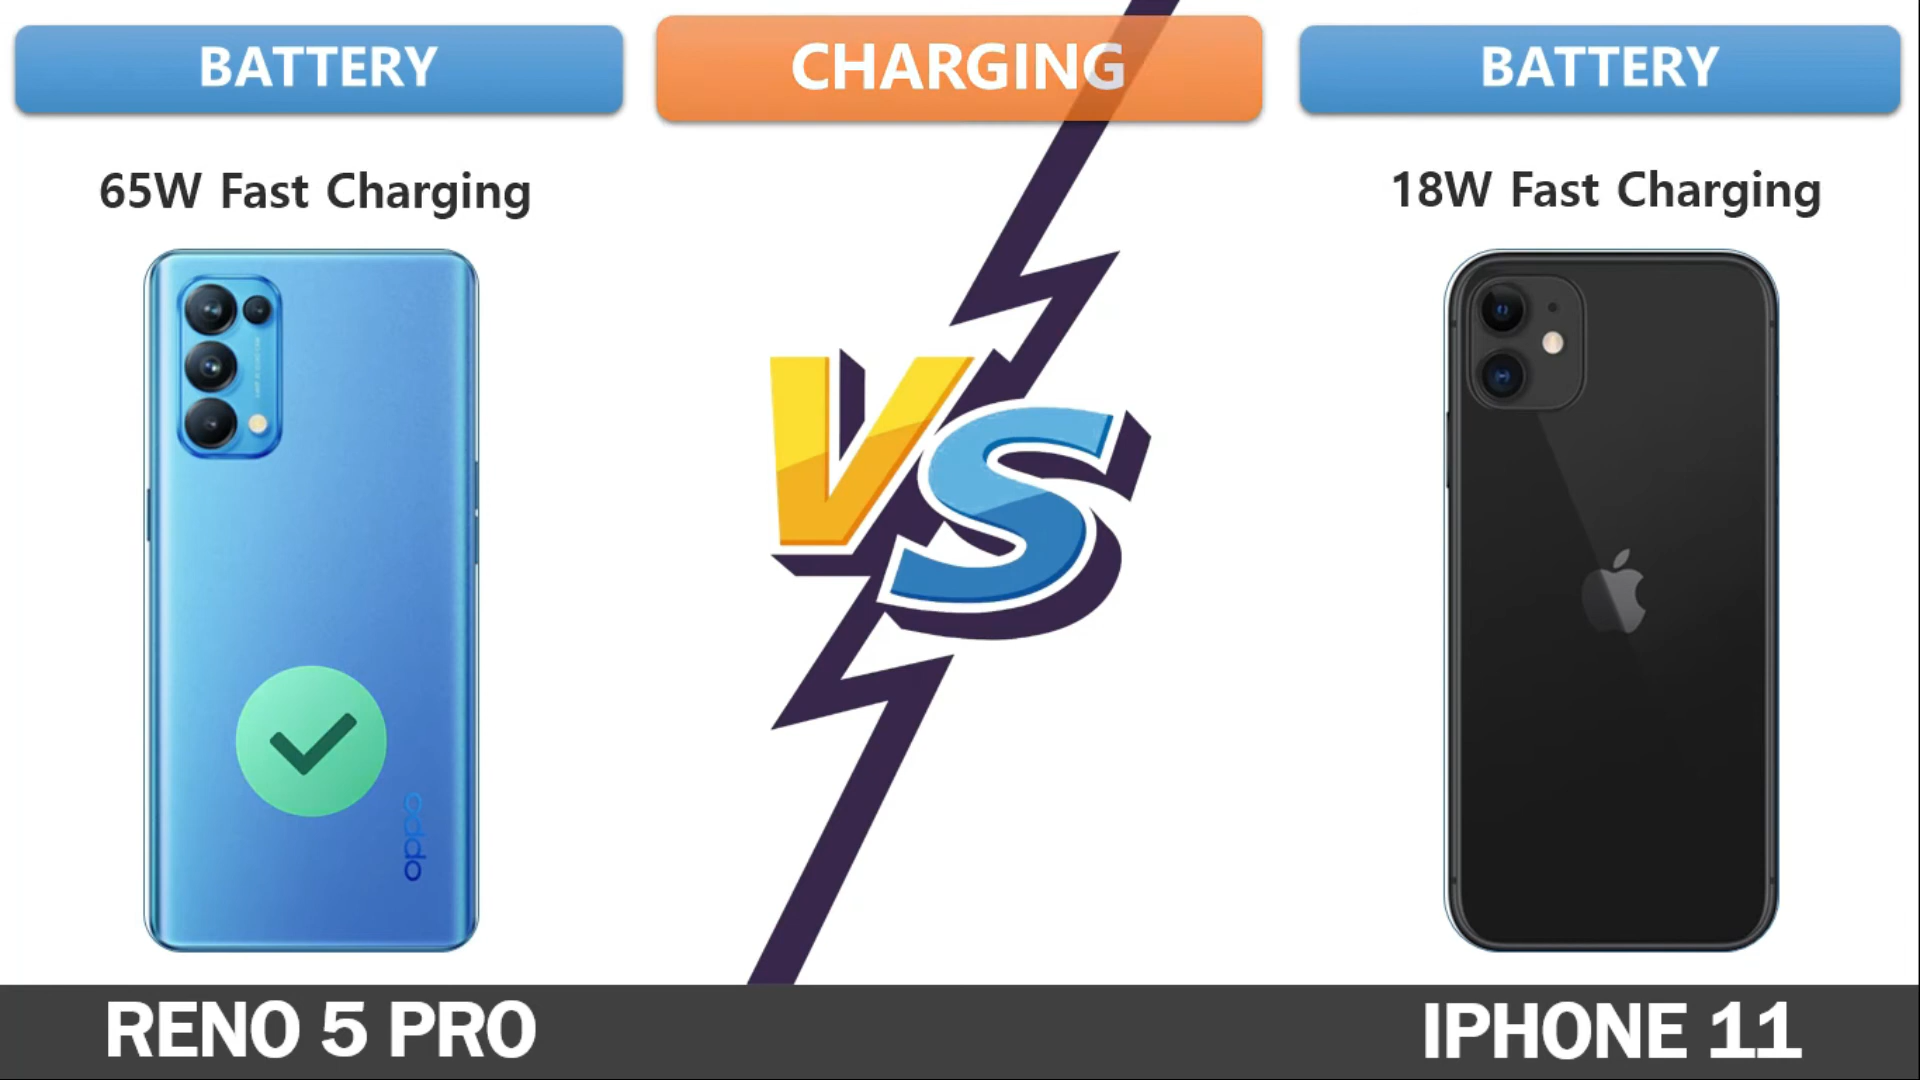 BATTERY
CHARGING
BATTERY
65W Fast Charging
18W Fast Charging
VS
oppo
RENO 5 PRO
IPHONE 11